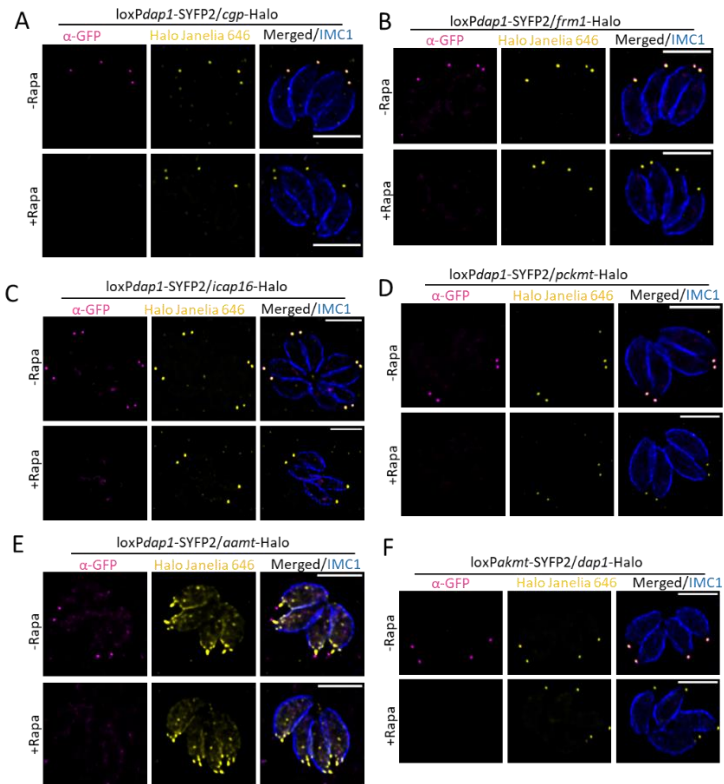 A
loxPdap1-SYFP2/cgp-Halo
α-GFP Halo Janelia 646 Merged/IMC1
-Rapa
+Rapa
B
loxPdap1-SYFP2/frm1-Halo
α-GFP Halo Janelia 646 Merged/IMC1
-Rapa
+Rapa
C
loxPdap1-SYFP2/icap16-Halo
α-GFP Halo Janelia 646 Merged/IMC1
-Rapa
+Rapa
D
loxPdap1-SYFP2/pckmt-Halo
α-GFP Halo Janelia 646 Merged/IMC1
-Rapa
+Rapa
E
loxPdap1-SYFP2/aamt-Halo
α-GFP Halo Janelia 646 Merged/IMC1
-Rapa
+Rapa
F
loxPakmt-SYFP2/dap1-Halo
α-GFP Halo Janelia 646 Merged/IMC1
-Rapa
+Rapa